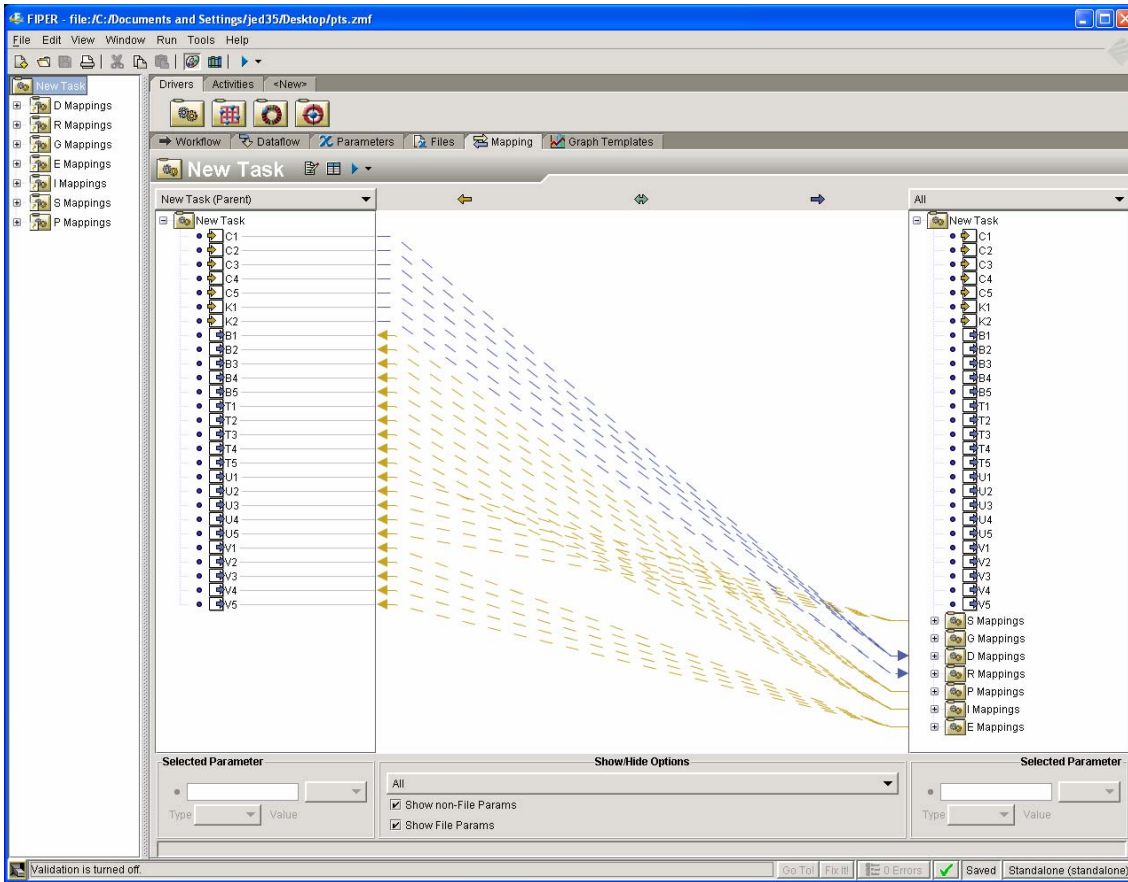 FIPER - file:/C:/Documents and Settings/jed35/Desktop/pts.zmf
File Edit View Window Run Tools Help
New Task
D Mappings
R Mappings
G Mappings
E Mappings
I Mappings
S Mappings
P Mappings
Drivers Activities <New>
Workflow Dataflow Parameters Files Mapping Graph Templates
New Task
New Task (Parent)
New Task
C1
C2
C3
C4
C5
K1
K2
B1
B2
B3
B4
B5
T1
T2
T3
T4
T5
U1
U2
U3
U4
U5
V1
V2
V3
V4
V5
All
New Task
C1
C2
C3
C4
C5
K1
K2
B1
B2
B3
B4
B5
T1
T2
T3
T4
T5
U1
U2
U3
U4
U5
V1
V2
V3
V4
V5
S Mappings
G Mappings
D Mappings
R Mappings
P Mappings
I Mappings
E Mappings
Selected Parameter
Type Value
Show/Hide Options
All
Show non-File Params
Show File Params
Selected Parameter
Type Value
Validation is turned off. Go To! Fix It! 0 Errors Saved Standalone (standalone)